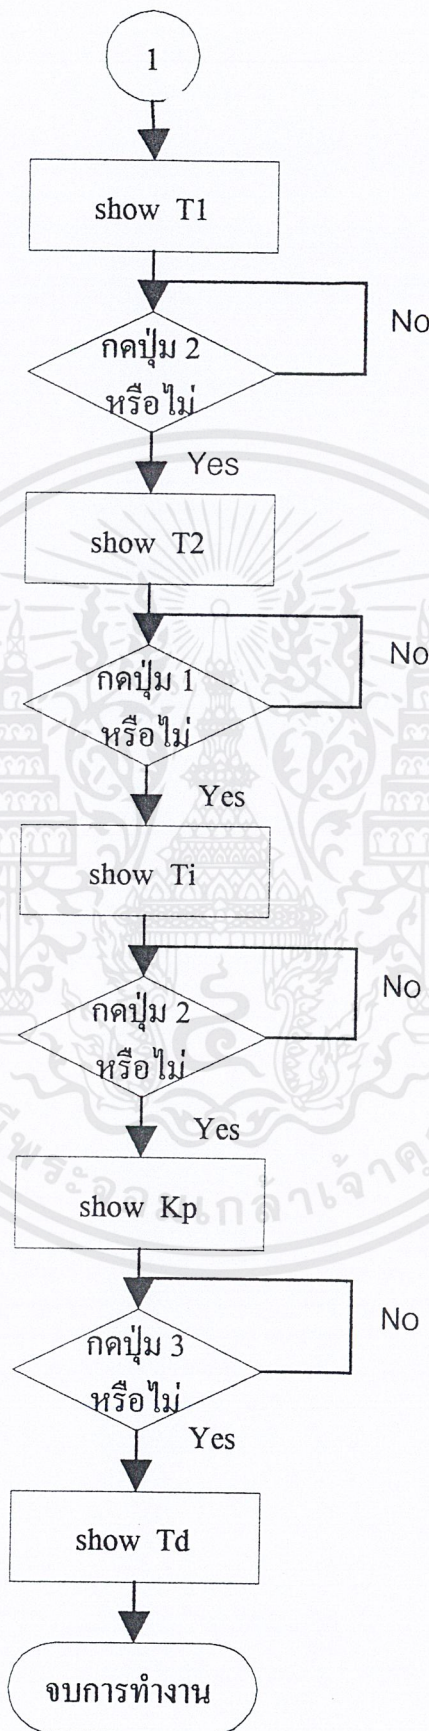 1
show T1
กดปุ่ม 2
หรือไม่
No
Yes
show T2
กดปุ่ม 1
หรือไม่
No
Yes
show Ti
กดปุ่ม 2
หรือไม่
No
Yes
show Kp
กดปุ่ม 3
หรือไม่
No
Yes
show Td
จบการทำงาน